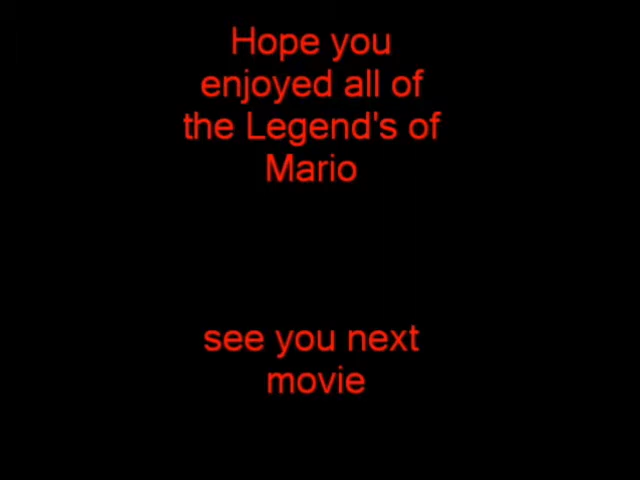 Hope you
enjoyed all of
the Legend's of
Mario
see you next
movie